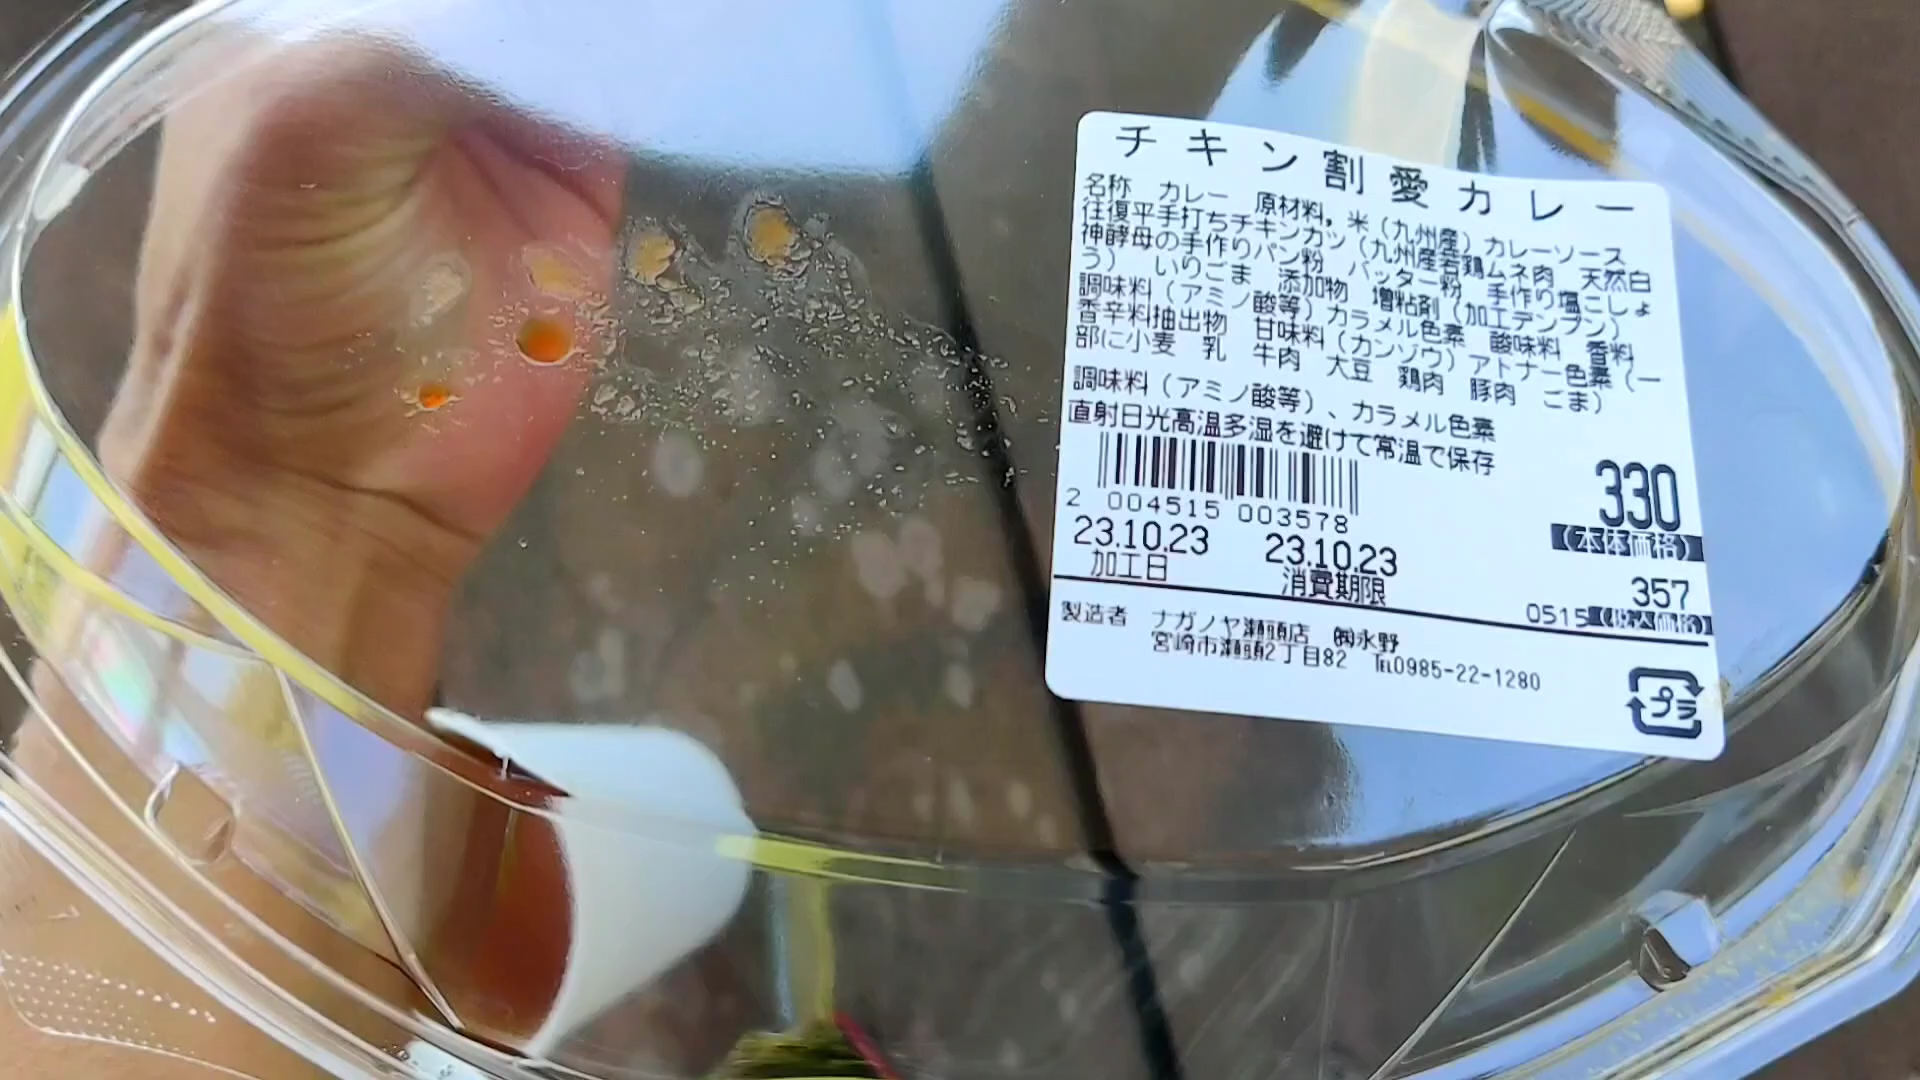 チキン割愛カレー
名称 カレー 原材料，米（九州産）カレーソース
往復平手打ちチキンカツ（九州産若鶏ムネ肉 天然白
神酵母の手作りパン粉 バッター粉 手作り塩こしょ
う） いりごま 添加物 増粘剤（加工デンプン）
調味料（アミノ酸等）カラメル色素 酸味料 香料
香辛料抽出物 甘味料（カンゾウ）アトナー色素（一
部に小麦 乳 牛肉 大豆 鶏肉 豚肉 ごま）
調味料（アミノ酸等）、カラメル色素
直射日光高温多湿を避けて常温で保存
330
(本体価格)
2 004515 003578
23.10.23 23.10.23
加工日 消費期限
357
0515 (税込価格)
製造者 ナガノヤ瀬頭店 ㈱永野
宮崎市瀬頭2丁目82 ℡0985-22-1280
プラ